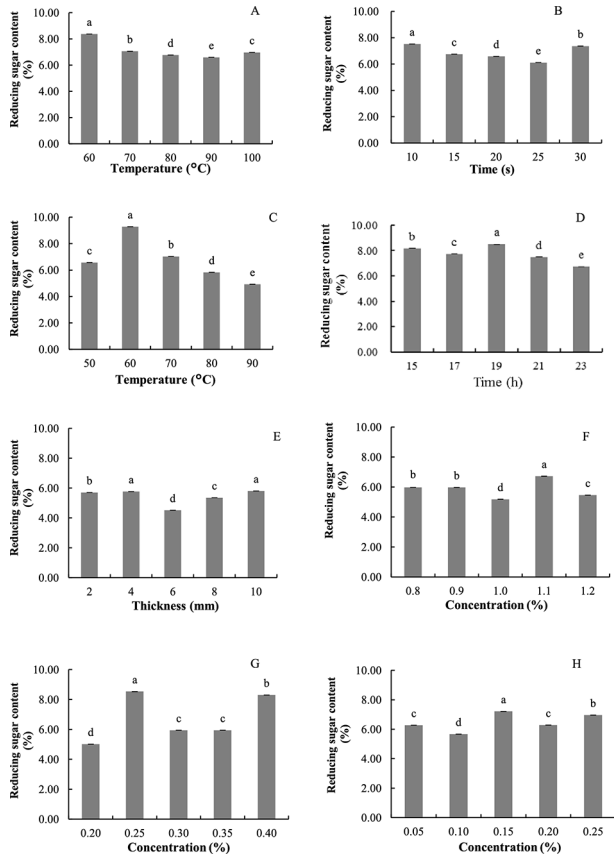 A
Reducing sugar content
(%)
10.00
8.00
6.00
4.00
2.00
0.00
a
b
d
e
c
60 70 80 90 100
Temperature (°C)
B
Reducing sugar content
(%)
10.00
8.00
6.00
4.00
2.00
0.00
a
c
d
e
b
10 15 20 25 30
Time (s)
C
Reducing sugar content
(%)
10.00
8.00
6.00
4.00
2.00
0.00
c
a
b
d
e
50 60 70 80 90
Temperature (°C)
D
Reducing sugar content
(%)
10.00
8.00
6.00
4.00
2.00
0.00
b
c
a
d
e
15 17 19 21 23
Time (h)
E
Reducing sugar content
(%)
10.00
8.00
6.00
4.00
2.00
0.00
b
a
d
c
a
2 4 6 8 10
Thickness (mm)
F
Reducing sugar content
(%)
10.00
8.00
6.00
4.00
2.00
0.00
b
b
d
a
c
0.8 0.9 1.0 1.1 1.2
Concentration (%)
G
Reducing sugar content
(%)
10.00
8.00
6.00
4.00
2.00
0.00
d
a
c
c
b
0.20 0.25 0.30 0.35 0.40
Concentration (%)
H
Reducing sugar content
(%)
10.00
8.00
6.00
4.00
2.00
0.00
c
d
a
c
b
0.05 0.10 0.15 0.20 0.25
Concentration (%)